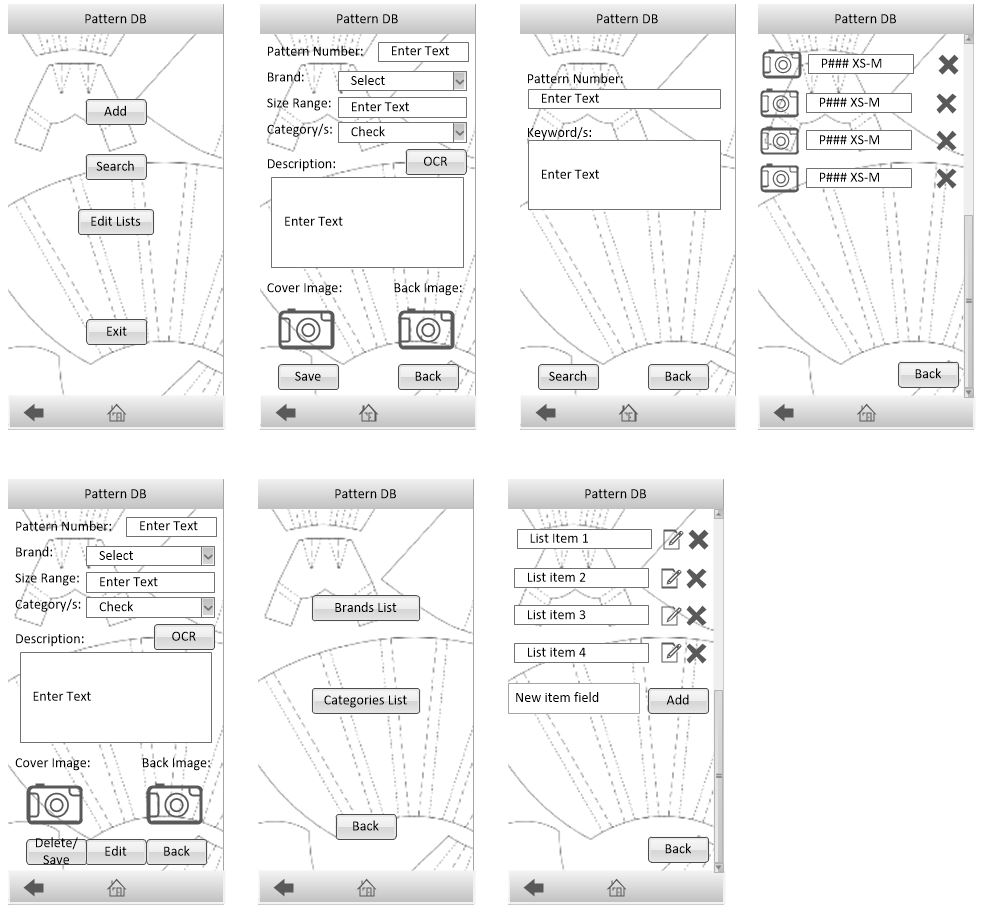 Pattern DB
Add
Search
Edit Lists
Exit
Pattern DB
Pattern Number: Enter Text
Brand: Select
Size Range: Enter Text
Category/s: Check
Description: OCR
Enter Text
Cover Image: Back Image:
Save Back
Pattern DB
Pattern Number:
Enter Text
Keyword/s:
Enter Text
Search Back
Pattern DB
P### XS-M
P### XS-M
P### XS-M
P### XS-M
Back
Pattern DB
Pattern Number: Enter Text
Brand: Select
Size Range: Enter Text
Category/s: Check
Description: OCR
Enter Text
Cover Image: Back Image:
Delete/
Save Edit Back
Pattern DB
Brands List
Categories List
Back
Pattern DB
List Item 1
List item 2
List item 3
List item 4
New item field Add
Back